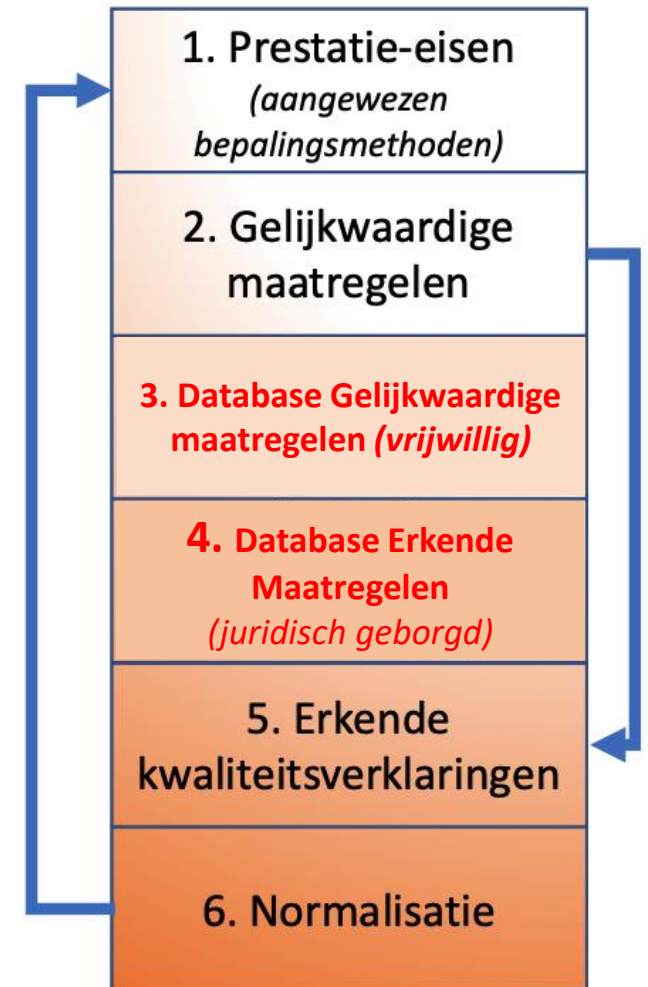 1. Prestatie-eisen
(aangewezen
bepalingsmethoden)
2. Gelijkwaardige
maatregelen
3. Database Gelijkwaardige
maatregelen (vrijwillig)
4. Database Erkende
Maatregelen
(juridisch geborgd)
5. Erkende
kwaliteitsverklaringen
6. Normalisatie